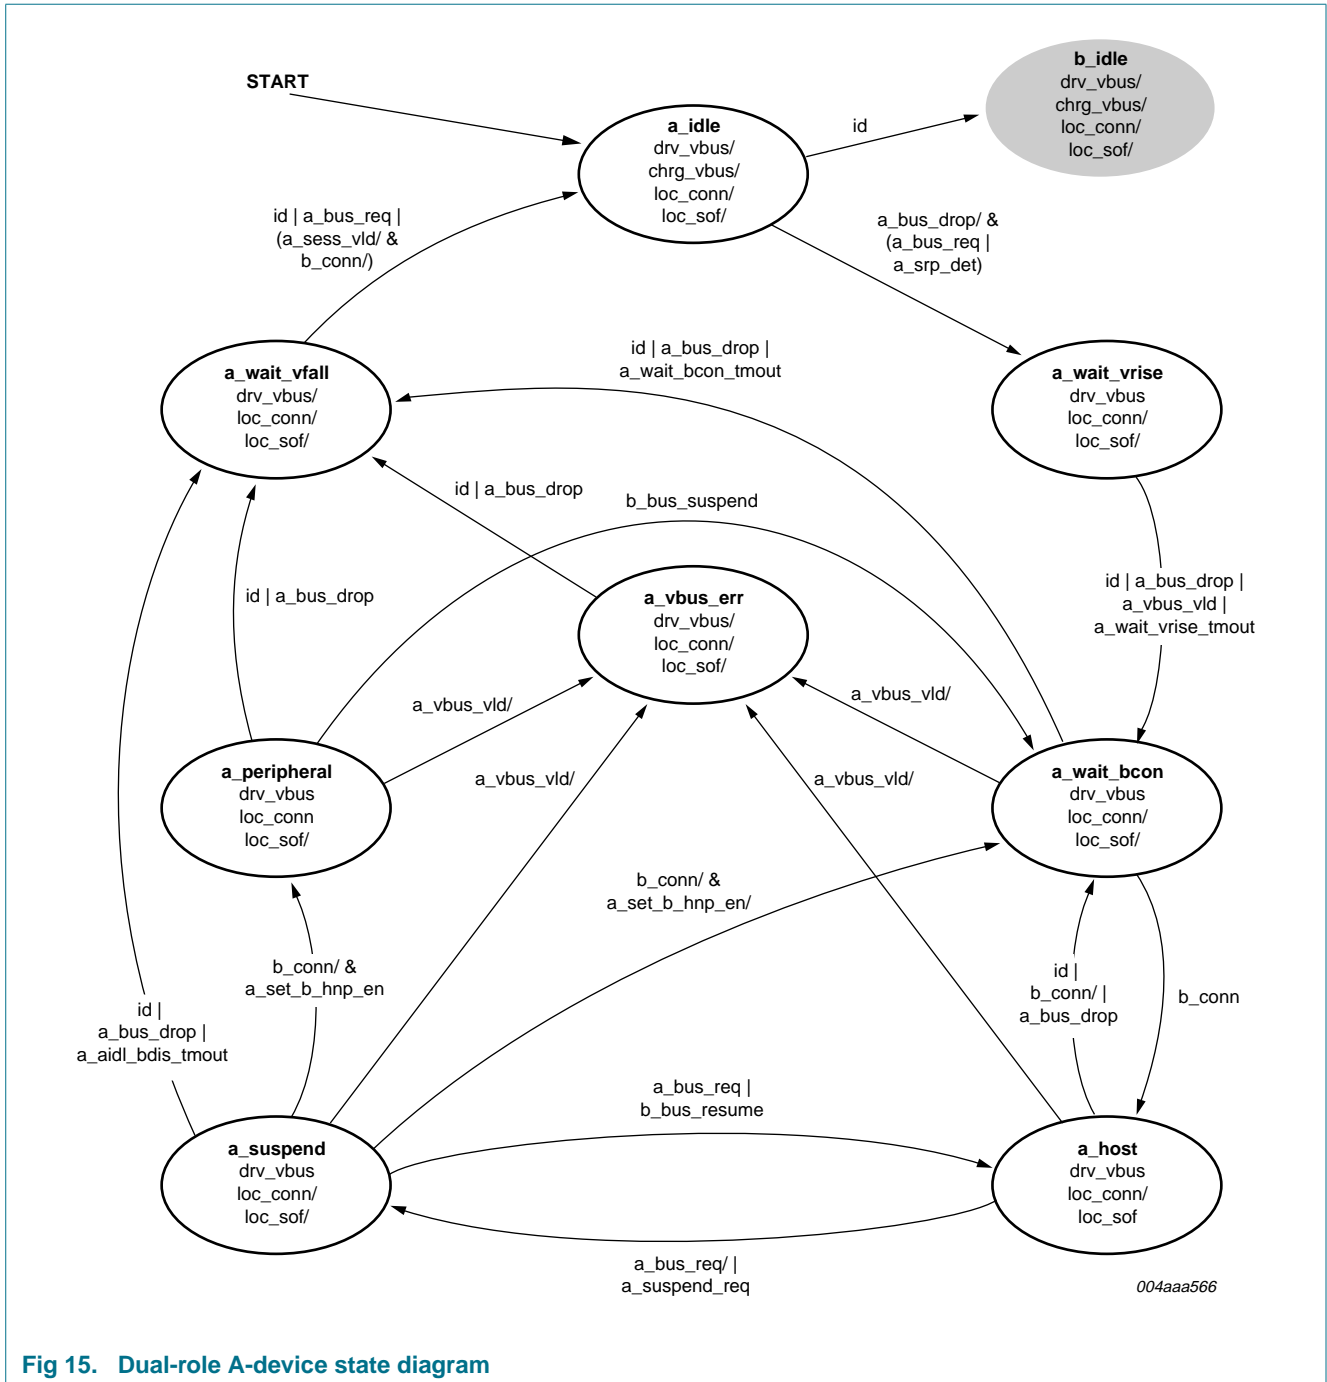 START
b_idle
drv_vbus/
chrg_vbus/
loc_conn/
loc_sof/
a_idle
drv_vbus/
chrg_vbus/
loc_conn/
loc_sof/
id
id | a_bus_req |
(a_sess_vld/ &
b_conn/)
a_bus_drop/ &
(a_bus_req |
a_srp_det)
a_wait_vfall
drv_vbus/
loc_conn/
loc_sof/
id | a_bus_drop |
a_wait_bcon_tmout
a_wait_vrise
drv_vbus
loc_conn/
loc_sof/
id | a_bus_drop
b_bus_suspend
id | a_bus_drop
a_vbus_err
drv_vbus/
loc_conn/
loc_sof/
id | a_bus_drop |
a_vbus_vld |
a_wait_vrise_tmout
a_vbus_vld/
a_vbus_vld/
a_peripheral
drv_vbus
loc_conn
loc_sof/
a_vbus_vld/
a_vbus_vld/
a_wait_bcon
drv_vbus
loc_conn/
loc_sof/
b_conn/ &
a_set_b_hnp_en/
b_conn/ &
a_set_b_hnp_en
id |
b_conn/ |
a_bus_drop
b_conn
id |
a_bus_drop |
a_aidl_bdis_tmout
a_bus_req |
b_bus_resume
a_suspend
drv_vbus
loc_conn/
loc_sof/
a_host
drv_vbus
loc_conn/
loc_sof
a_bus_req/ |
a_suspend_req
004aaa566
Fig 15. Dual-role A-device state diagram